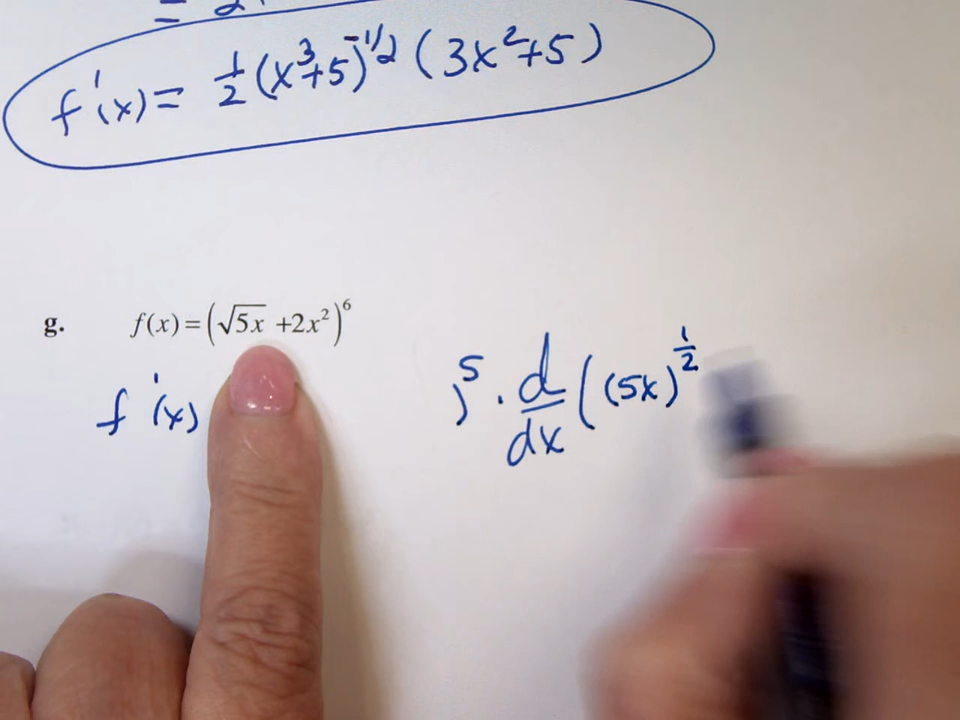 f'(x) = 1/2 (x³+5)^-1/2 (3x²+5)
g. f(x) = (√5x +2x²)⁶
f'(x) )⁵ · d/dx ((5x)^1/2